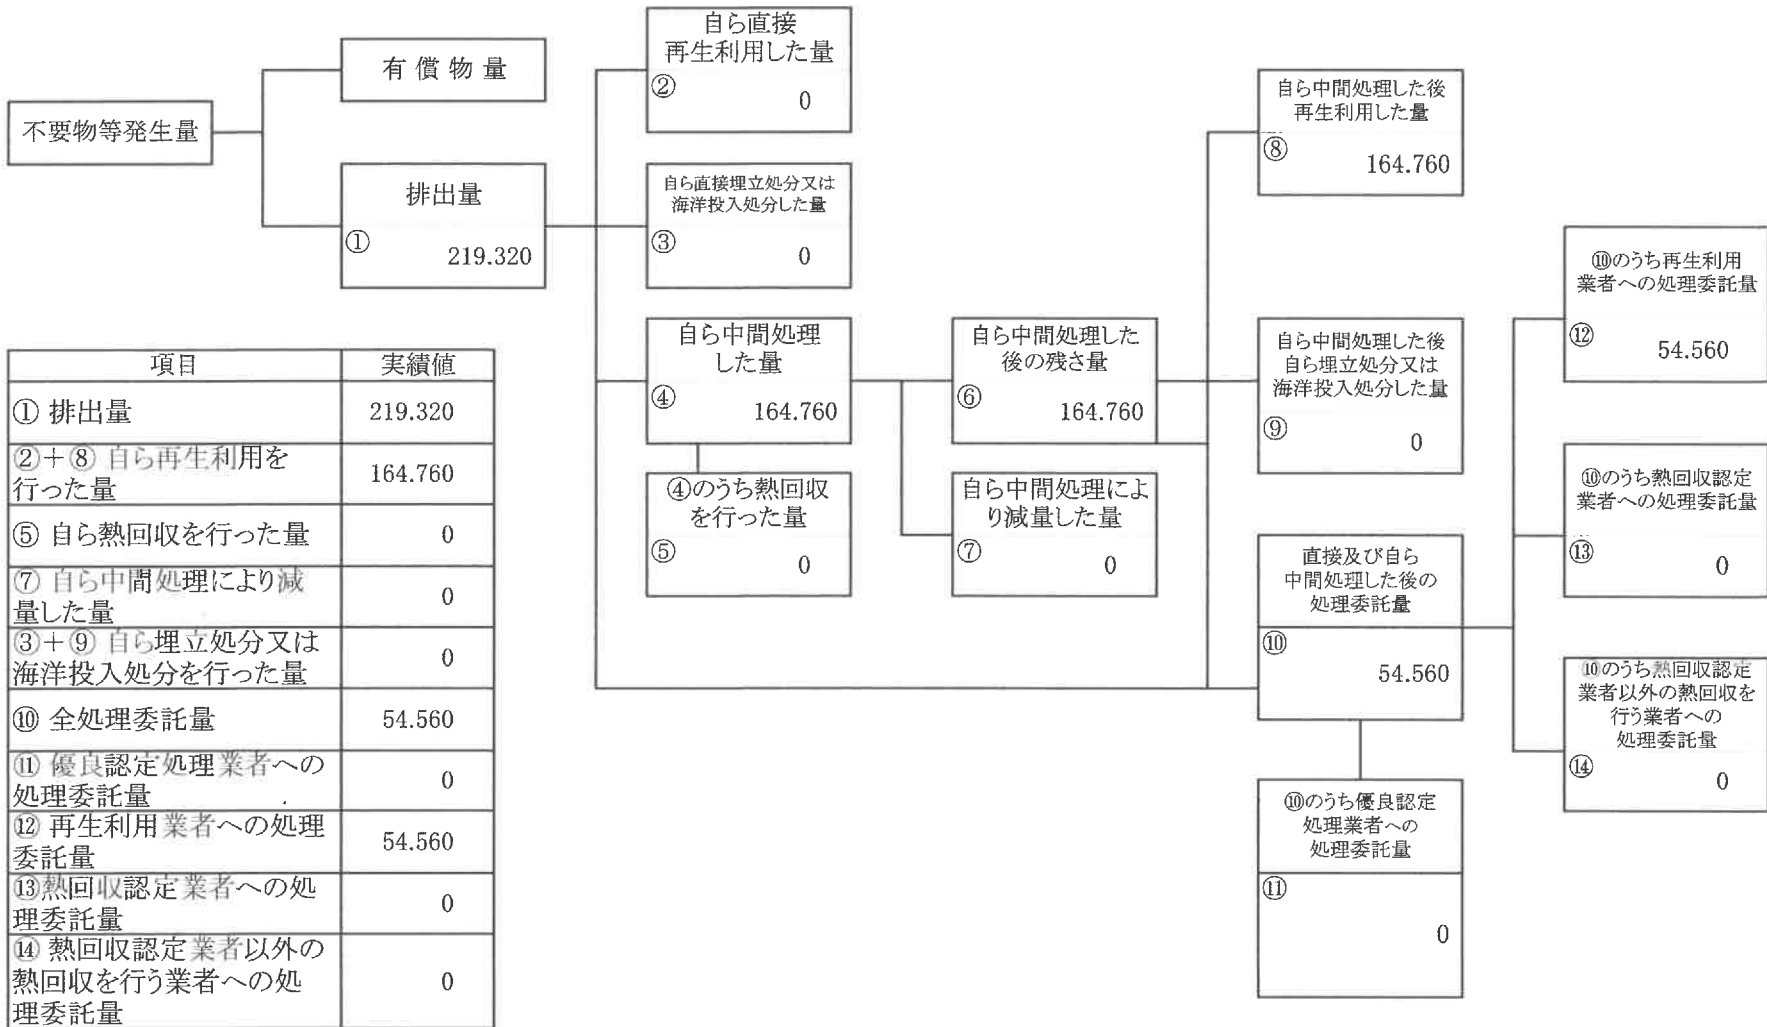 不要物等発生量
有償物量
排出量
①
219.320
自ら直接
再生利用した量
②
0
自ら直接埋立処分又は
海洋投入処分した量
③
0
自ら中間処理
した量
④
164.760
④のうち熱回収
を行った量
⑤
0
自ら中間処理した
後の残さ量
⑥
164.760
自ら中間処理によ
り減量した量
⑦
0
自ら中間処理した後
再生利用した量
⑧
164.760
自ら中間処理した後
自ら埋立処分又は
海洋投入処分した量
⑨
0
直接及び自ら
中間処理した後の
処理委託量
⑩
54.560
⑩のうち優良認定
処理業者への
処理委託量
⑪
0
⑩のうち再生利用
業者への処理委託量
⑫
54.560
⑩のうち熱回収認定
業者への処理委託量
⑬
0
⑩のうち熱回収認定
業者以外の熱回収を
行う業者への
処理委託量
⑭
0
項目 実績値
① 排出量 219.320
②+⑧ 自ら再生利用を
行った量 164.760
⑤ 自ら熱回収を行った量 0
⑦ 自ら中間処理により減
量した量 0
③+⑨ 自ら埋立処分又は
海洋投入処分を行った量 0
⑩ 全処理委託量 54.560
⑪ 優良認定処理業者への
処理委託量 0
⑫ 再生利用業者への処理
委託量 54.560
⑬熱回収認定業者への処
理委託量 0
⑭ 熱回収認定業者以外の
熱回収を行う業者への処
理委託量 0